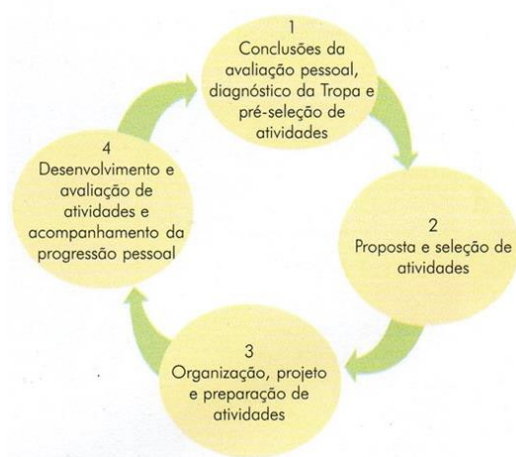 1
Conclusões da
avaliação pessoal,
diagnóstico da Tropa e
pré-seleção de
atividades
2
Proposta e seleção de
atividades
3
Organização, projeto
e preparação de
atividades
4
Desenvolvimento e
avaliação de
atividades e
acompanhamento da
progressão pessoal